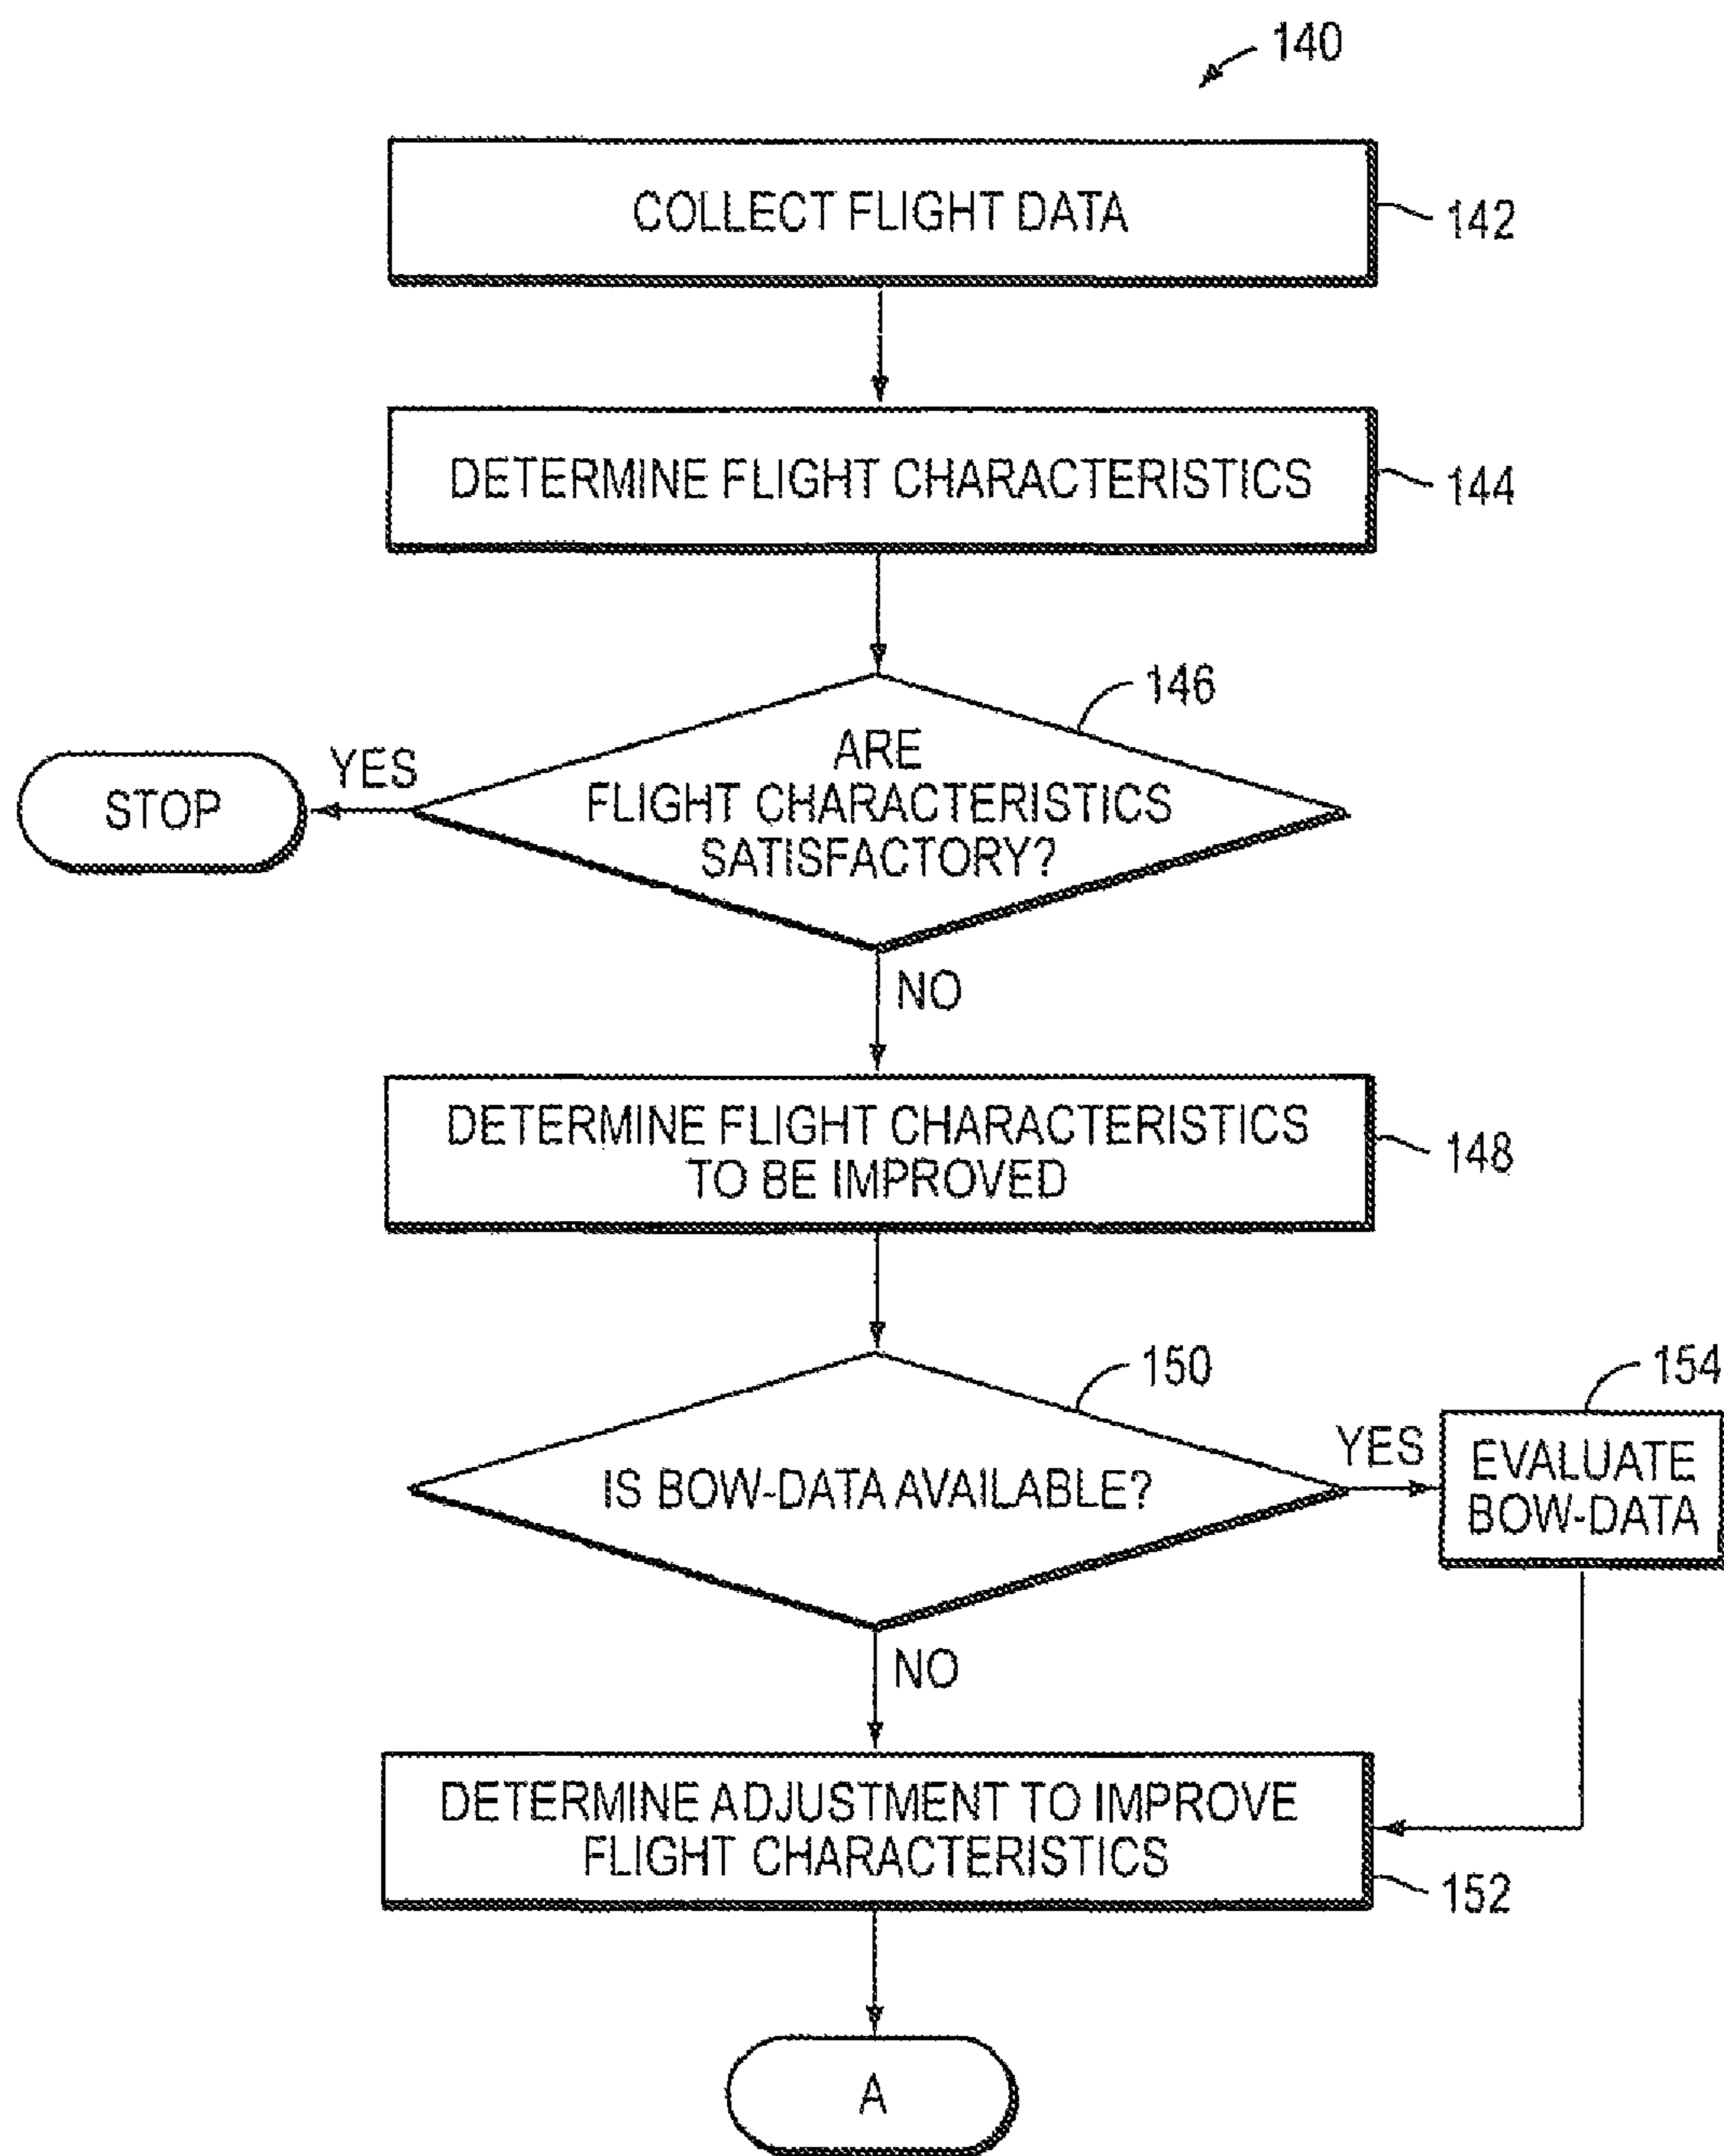 140
COLLECT FLIGHT DATA
142
DETERMINE FLIGHT CHARACTERISTICS
144
146
ARE
FLIGHT CHARACTERISTICS
SATISFACTORY?
YES
STOP
NO
DETERMINE FLIGHT CHARACTERISTICS
TO BE IMPROVED
148
150
IS BOW-DATA AVAILABLE?
YES
154
EVALUATE
BOW-DATA
NO
DETERMINE ADJUSTMENT TO IMPROVE
FLIGHT CHARACTERISTICS
152
A